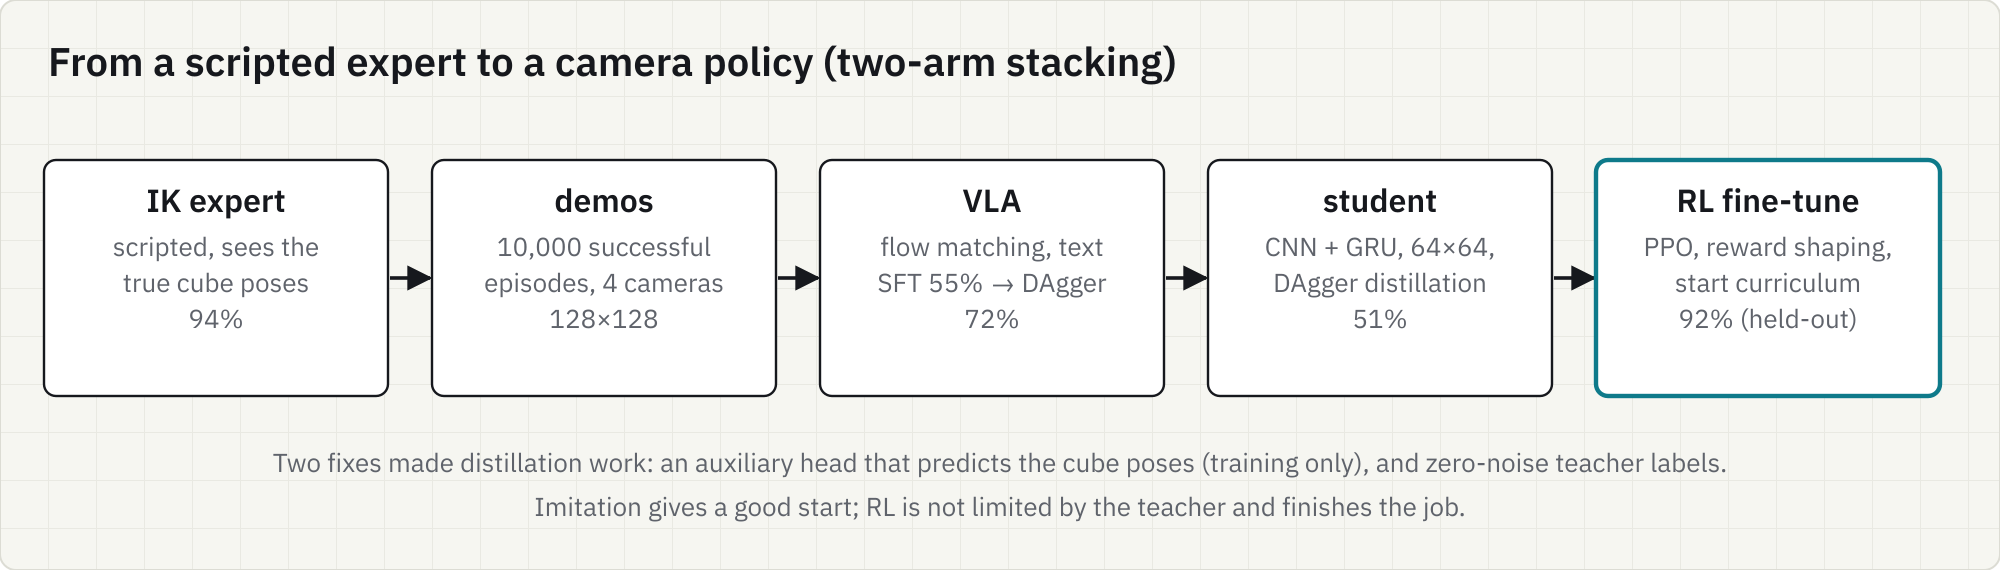 From a scripted expert to a camera policy (two-arm stacking)
IK expert
scripted, sees the
true cube poses
94%
demos
10,000 successful
episodes, 4 cameras
128×128
VLA
flow matching, text
SFT 55% → DAgger
72%
student
CNN + GRU, 64×64,
DAgger distillation
51%
RL fine-tune
PPO, reward shaping,
start curriculum
92% (held-out)
Two fixes made distillation work: an auxiliary head that predicts the cube poses (training only), and zero-noise teacher labels.
Imitation gives a good start; RL is not limited by the teacher and finishes the job.